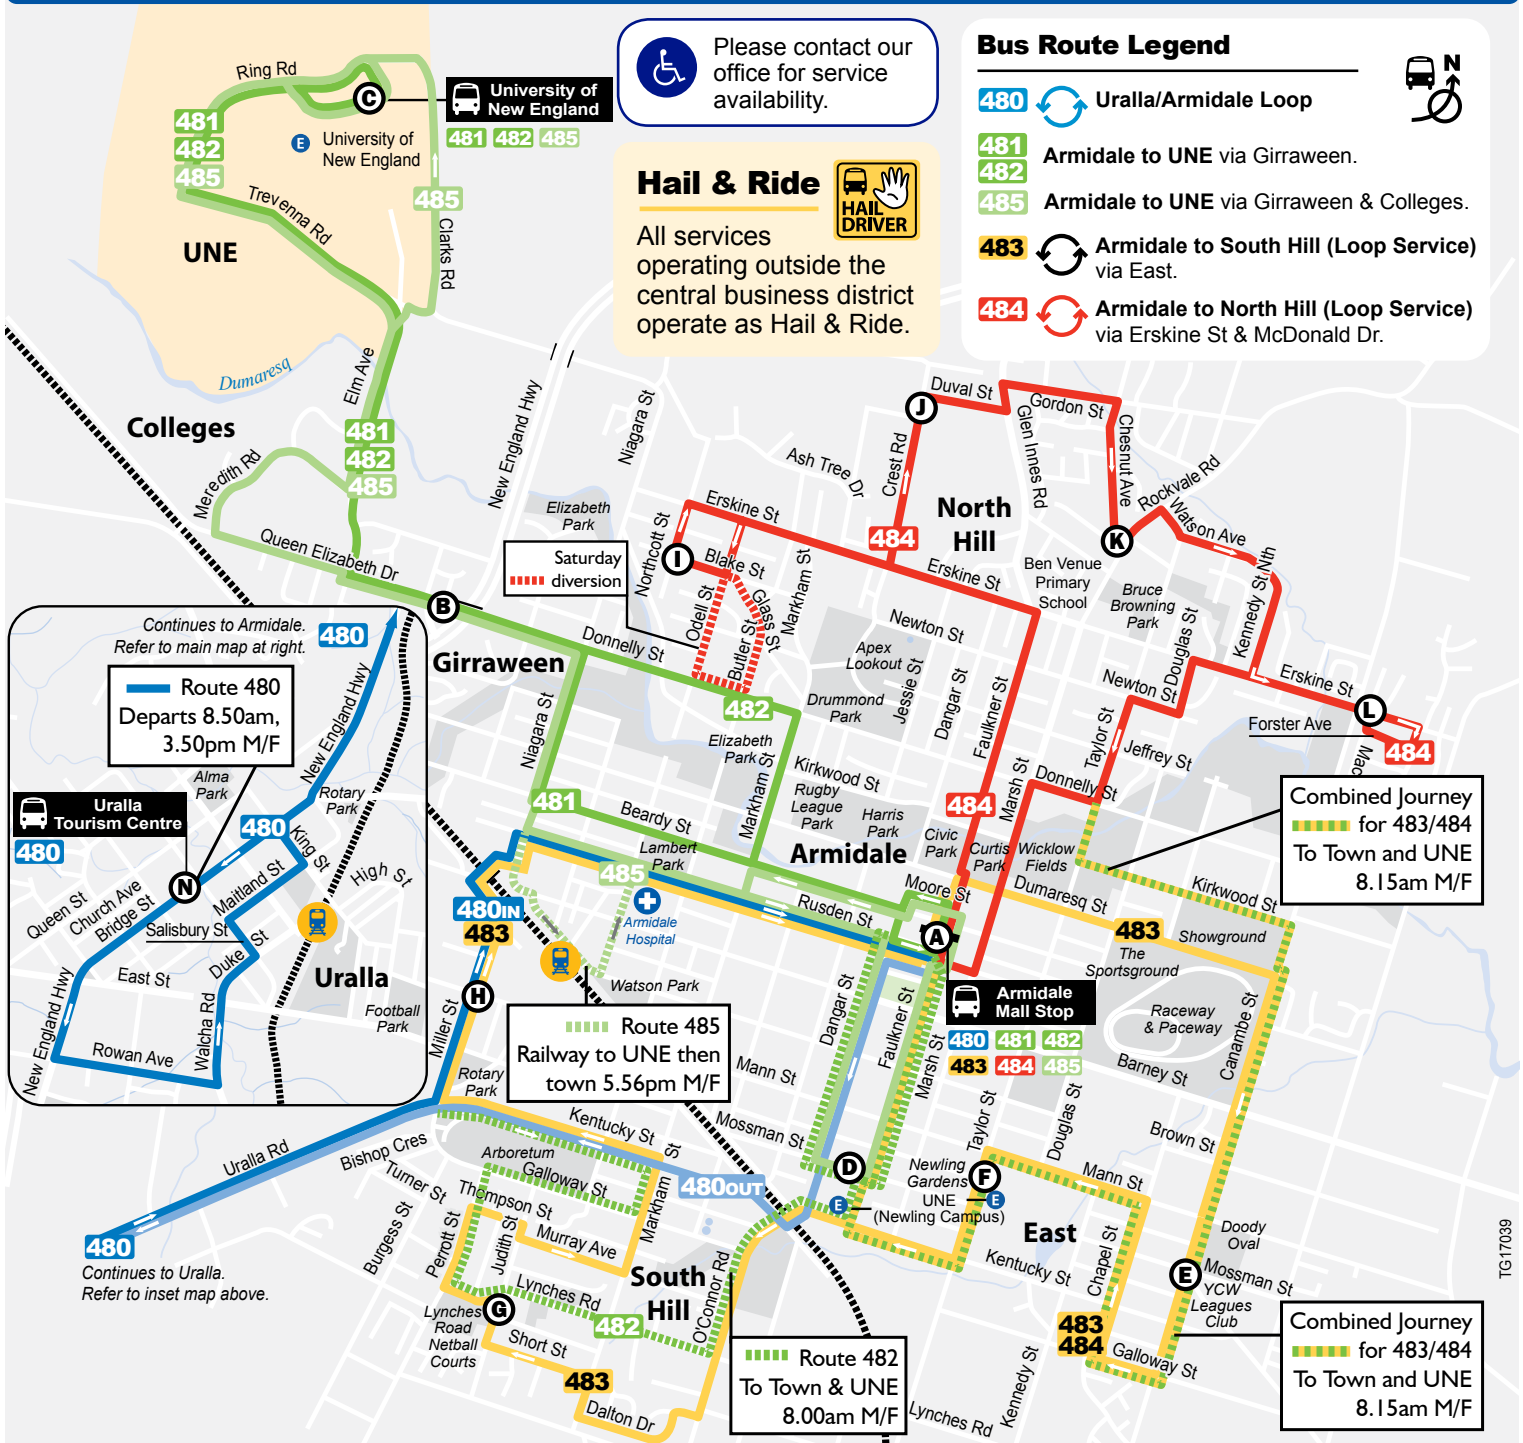 Please contact our
office for service
availability.
Hail & Ride
HAIL
DRIVER
All services
operating outside the
central business district
operate as Hail & Ride.
Bus Route Legend
N
480 Uralla/Armidale Loop
481
482
Armidale to UNE via Girraween.
485 Armidale to UNE via Girraween & Colleges.
483 Armidale to South Hill (Loop Service)
via East.
484 Armidale to North Hill (Loop Service)
via Erskine St & McDonald Dr.
Ring Rd
C
University of
New England
481 482 485
481
482
485
E
University of
New England
Trevenna Rd
485
Clarks Rd
UNE
Dumaresq
Elm Ave
Colleges
481
482
485
Meredith Rd
Queen Elizabeth Dr
New England Hwy
Niagara St
B
Girraween
Elizabeth
Park
Saturday
diversion
Northcott St
I
Erskine St
Blake St
Odell St
Glass St
Butler St
Markham St
Ash Tree Dr
Crest Rd
J
Duval St
Gordon St
Glen Innes Rd
Chesnut Ave
Rockvale Rd
K
Watson Ave
North
Hill
484
Erskine St
Ben Venue
Primary
School
Bruce
Browning
Park
Kennedy St Nth
Douglas St
Newton St
Apex
Lookout
Jessie St
Dangar St
Faulkner St
Drummond
Park
Donnelly St
482
Elizabeth
Park
Markham St
Kirkwood St
Rugby
League
Park
Harris
Park
Newton St
Taylor St
Jeffrey St
Erskine St
L
Forster Ave
Mac
484
Marsh St
Donnelly St
484
Civic
Park
Curtis
Park
Wicklow
Fields
Combined Journey
for 483/484
To Town and UNE
8.15am M/F
Kirkwood St
Niagara St
481
Beardy St
Lambert
Park
485
Armidale
Moore St
Rusden St
Armidale
Hospital
Dumaresq St
483
Showground
The
Sportsground
Raceway
& Paceway
Canambe St
A
Armidale
Mall Stop
480 481 482
483 484 485
480IN
483
Watson Park
H
Miller St
Rotary
Park
Route 485
Railway to UNE then
town 5.56pm M/F
Dangar St
Faulkner St
Marsh St
Mann St
Mossman St
Barney St
Taylor St
Douglas St
Brown St
Continues to Armidale.
Refer to main map at right.
480
Route 480
Departs 8.50am,
3.50pm M/F
New England Hwy
Alma
Park
Rotary
Park
Uralla
Tourism Centre
480
480
King St
High St
N
Maitland St
Queen St
Church Ave
Bridge St
Salisbury St
Duke St
East St
Uralla
Football
Park
New England Hwy
Rowan Ave
Walcha Rd
Uralla Rd
Bishop Cres
480
Continues to Uralla.
Refer to inset map above.
Kentucky St
Arboretum
Galloway St
Turner St
Thompson St
Burgess St
Perrott St
Judith St
Murray Ave
Markham St
480OUT
D
E
Newling
Gardens
F
UNE
(Newling Campus)
E
East
Mann St
Kentucky St
Chapel St
Doody
Oval
E
Mossman St
YCW
Leagues
Club
South
Hill
Lynches Rd
O'Connor Rd
G
Lynches
Road
Netball
Courts
482
Short St
483
Dalton Dr
Route 482
To Town & UNE
8.00am M/F
483
484
Galloway St
Kennedy St
Lynches Rd
Combined Journey
for 483/484
To Town and UNE
8.15am M/F
TG17039